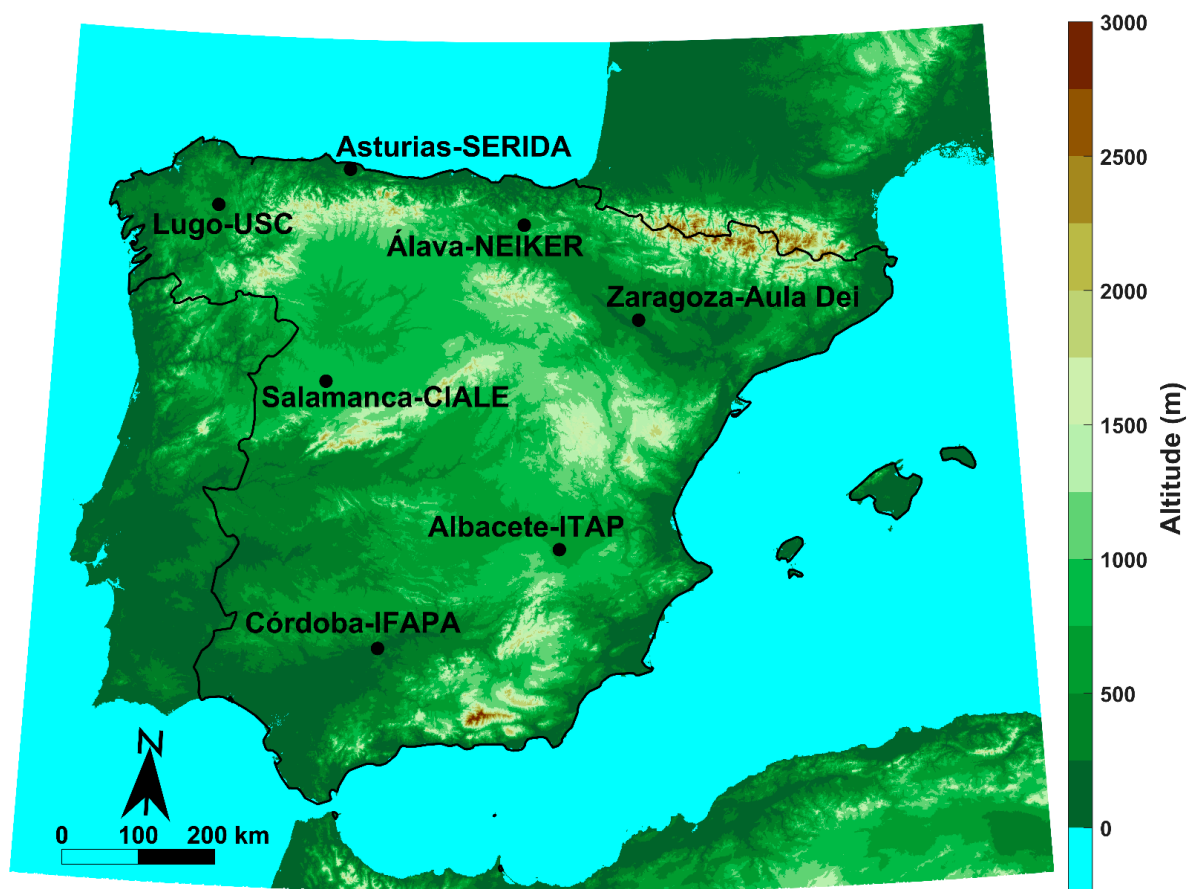 3000
Asturias-SERIDA
2500
Lugo-USC
Álava-NEIKER
Zaragoza-Aula Dei
2000
Salamanca-CIALE
1500
Altitude (m)
Albacete-ITAP
1000
Córdoba-IFAPA
500
N
0 100 200 km
0